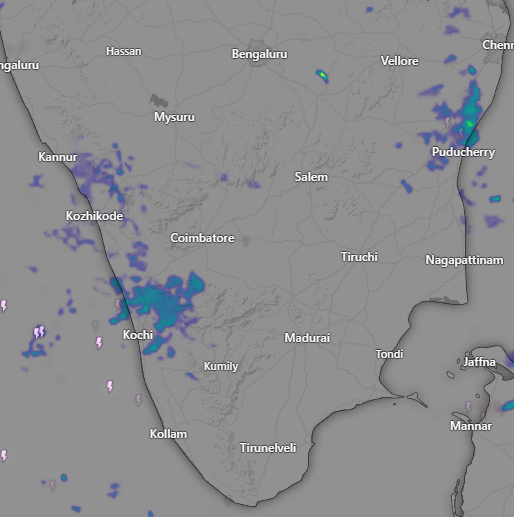 Chenn
Hassan
Bengaluru
Vellore
ngaluru
Mysuru
Kannur
Puducherry
Salem
Kozhikode
Coimbatore
Tiruchi
Nagapattinam
Kochi
Madurai
Tondi
Jaffna
Kumily
Mannar
Kollam
Tirunelveli